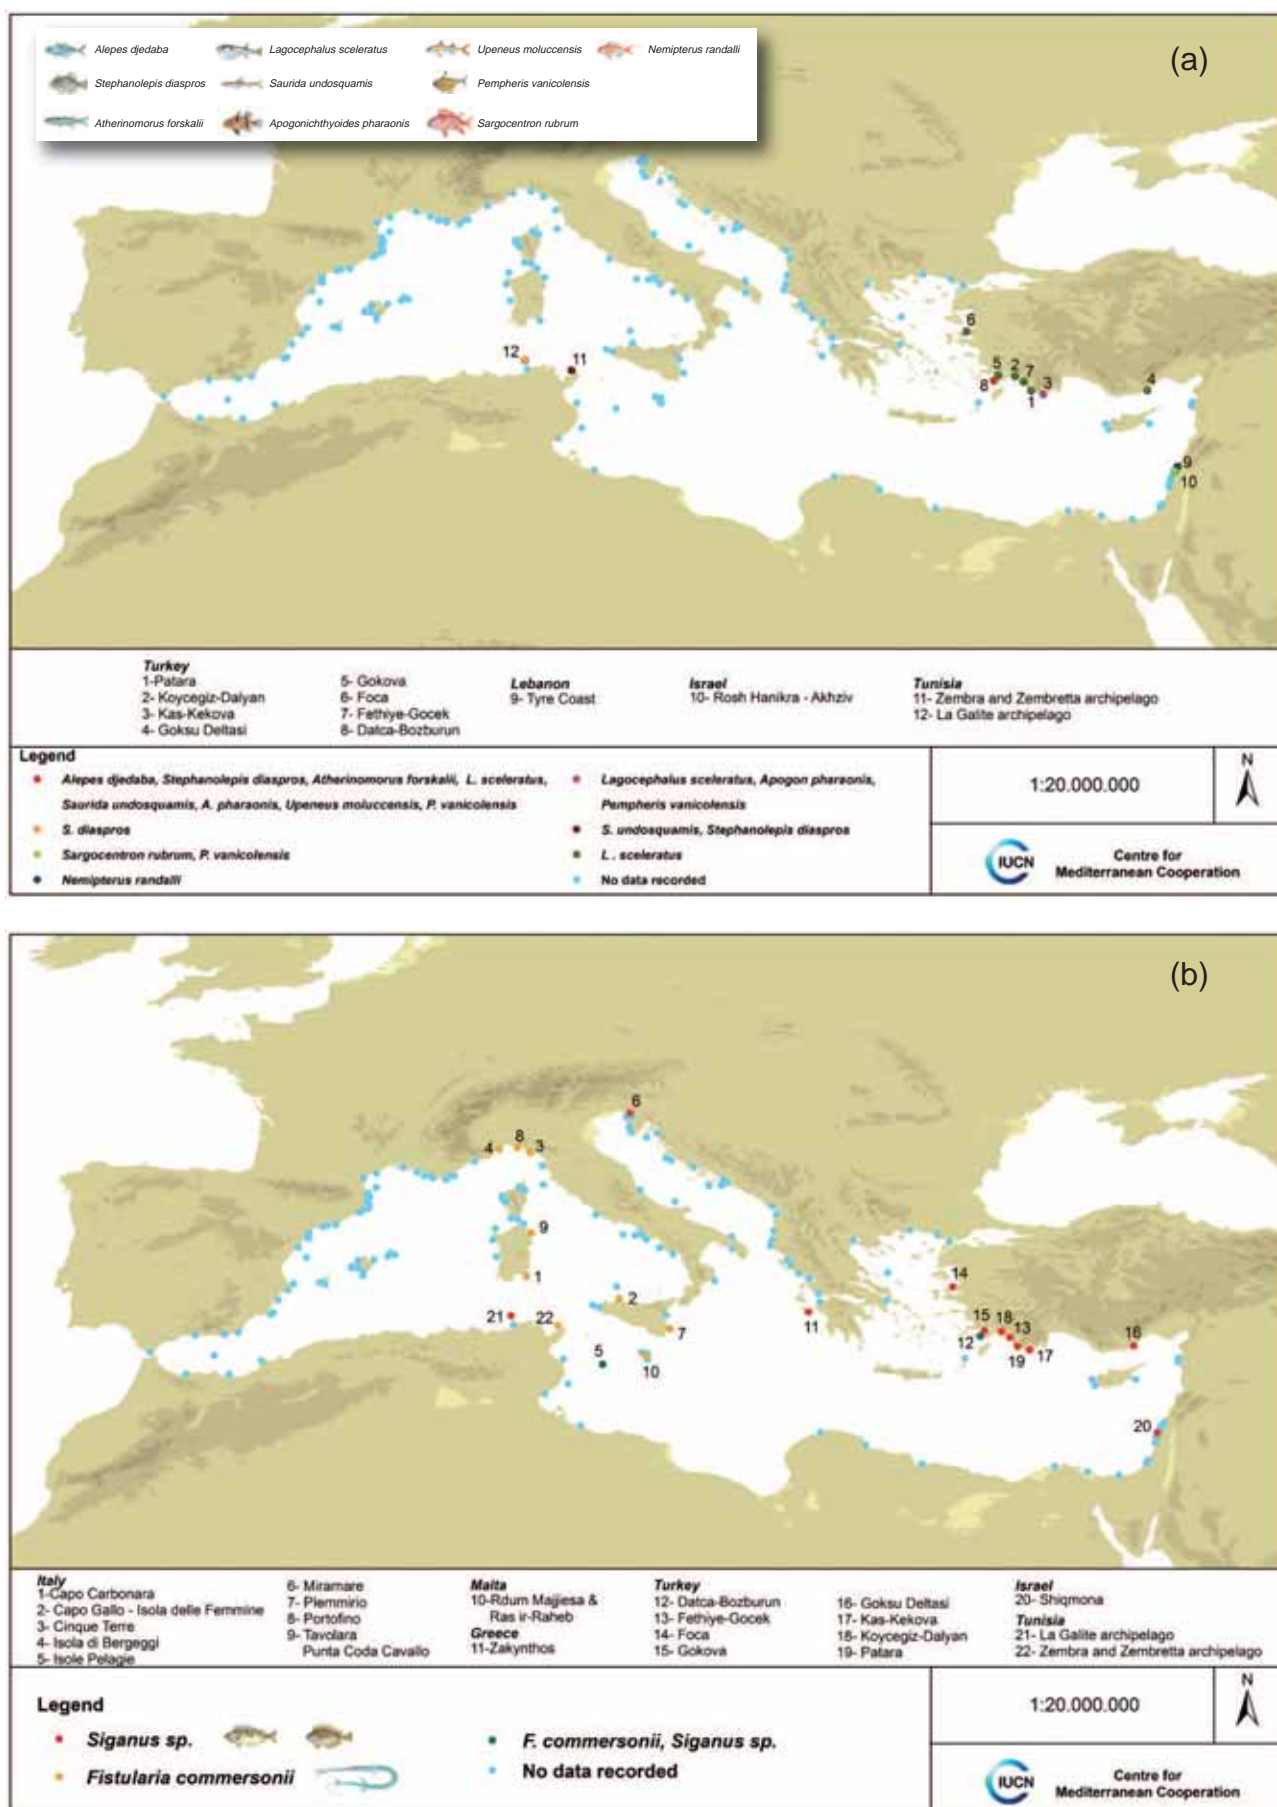 (a)
Alepes djedaba
Lagocephalus sceleratus
Upeneus moluccensis
Nemipterus randalli
Stephanolepis diaspros
Saurida undosquamis
Pempheris vanicolensis
Atherinomorus forskalii
Apogonichthyoides pharaonis
Sargocentron rubrum
6
12
11
5 2 7
8
3
1
4
9
10
Turkey
1-Patara
2- Koycegiz-Dalyan
3- Kas-Kekova
4- Goksu Deltasi
5- Gokova
6- Foca
7- Fethiye-Gocek
8- Datca-Bozburun
Lebanon
9- Tyre Coast
Israel
10- Rosh Hanikra - Akhziv
Tunisia
11- Zembra and Zembretta archipelago
12- La Galite archipelago
Legend
Alepes djedaba, Stephanolepis diaspros, Atherinomorus forskalii, L. sceleratus,
Saurida undosquamis, A. pharaonis, Upeneus moluccensis, P. vanicolensis
S. diaspros
Sargocentron rubrum, P. vanicolensis
Nemipterus randalli
Lagocephalus sceleratus, Apogon pharaonis,
Pempheris vanicolensis
S. undosquamis, Stephanolepis diaspros
L. sceleratus
No data recorded
1:20.000.000
N
IUCN
Centre for
Mediterranean Cooperation
(b)
6
4
8
3
9
1
2
21
22
7
5
10
11
14
15 18
13
12
19
17
16
20
Italy
1-Capo Carbonara
2- Capo Gallo - Isola delle Femmine
3- Cinque Terre
4- Isola di Bergeggi
5- Isole Pelagie
6- Miramare
7- Plemmirio
8- Portofino
9- Tavolara
Punta Coda Cavallo
Malta
10-Rdum Majjiesa &
Ras ir-Raheb
Greece
11-Zakynthos
Turkey
12- Datca-Bozburun
13- Fethiye-Gocek
14- Foca
15- Gokova
16- Goksu Deltasi
17- Kas-Kekova
18- Koycegiz-Dalyan
19- Patara
Israel
20- Shiqmona
Tunisia
21- La Galite archipelago
22- Zembra and Zembretta archipelago
Legend
Siganus sp.
Fistularia commersonii
F. commersonii, Siganus sp.
No data recorded
1:20.000.000
N
IUCN
Centre for
Mediterranean Cooperation